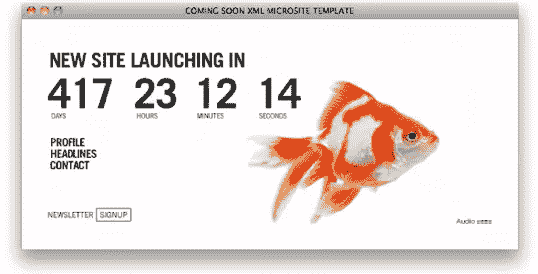 COMING SOON XML MICROSITE TEMPLATE
NEW SITE LAUNCHING IN
417 23 12 14
DAYS HOURS MINUTES SECONDS
PROFILE
HEADLINES
CONTACT
NEWSLETTER SIGNUP
Audio